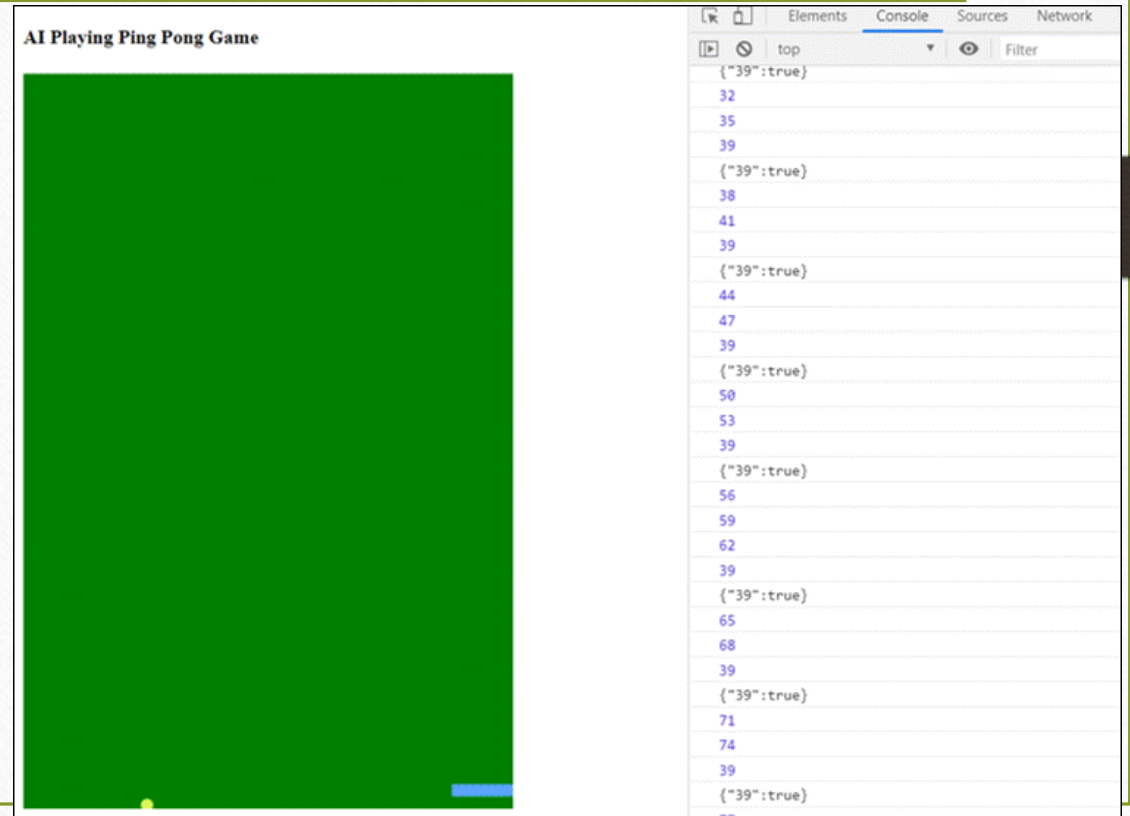 AI Playing Ping Pong Game
Elements Console Sources Network
top Filter
{"39":true}
32
35
39
{"39":true}
38
41
39
{"39":true}
44
47
39
{"39":true}
50
53
39
{"39":true}
56
59
62
39
{"39":true}
65
68
39
{"39":true}
71
74
39
{"39":true}